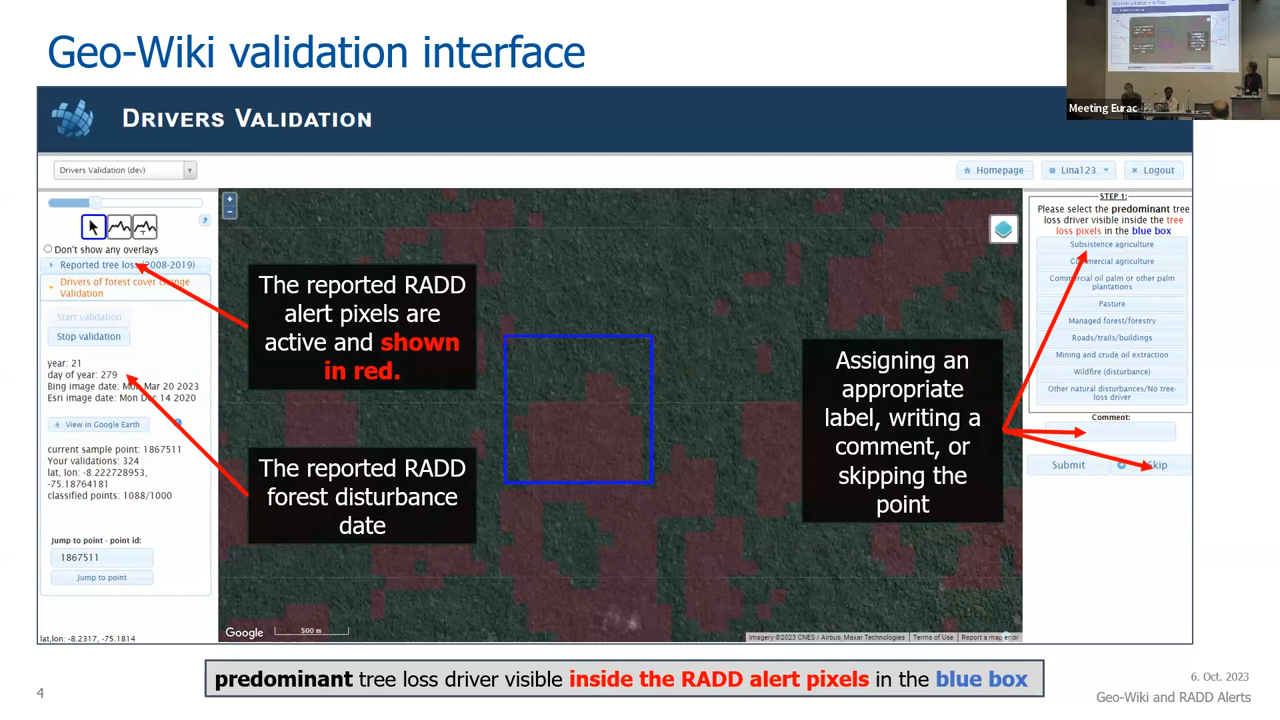 Geo-Wiki validation interface
Meeting Eurac
DRIVERS VALIDATION
Drivers Validation (dev)
Homepage
Lina123
Logout
Don't show any overlays
Reported tree loss (2008-2019)
Drivers of forest cover change
Validation
Start validation
Stop validation
year: 21
day of year: 279
Bing image date: Mon Mar 20 2023
Esri image date: Mon Dec 14 2020
View in Google Earth
current sample point: 1867511
Your validations: 324
lat, lon: -8.222728953,
-75.18764181
classified points: 1088/1000
Jump to point - point id:
1867511
Jump to point
lat,lon: -8.2317, -75.1814
The reported RADD
alert pixels are
active and shown
in red.
The reported RADD
forest disturbance
date
Assigning an
appropriate
label, writing a
comment, or
skipping the
point
Google
500 m
Imagery ©2023 CNES / Airbus, Maxar Technologies
Terms of Use
Report a map error
STEP 1:
Please select the predominant tree
loss driver visible inside the tree
loss pixels in the blue box
Subsistence agriculture
Commercial agriculture
Commercial oil palm or other palm
plantations
Pasture
Managed forest/forestry
Roads/trails/buildings
Mining and crude oil extraction
Wildfire (disturbance)
Other natural disturbances/No tree-
loss driver
Comment:
Submit
Skip
predominant tree loss driver visible inside the RADD alert pixels in the blue box
4
6. Oct. 2023
Geo-Wiki and RADD Alerts